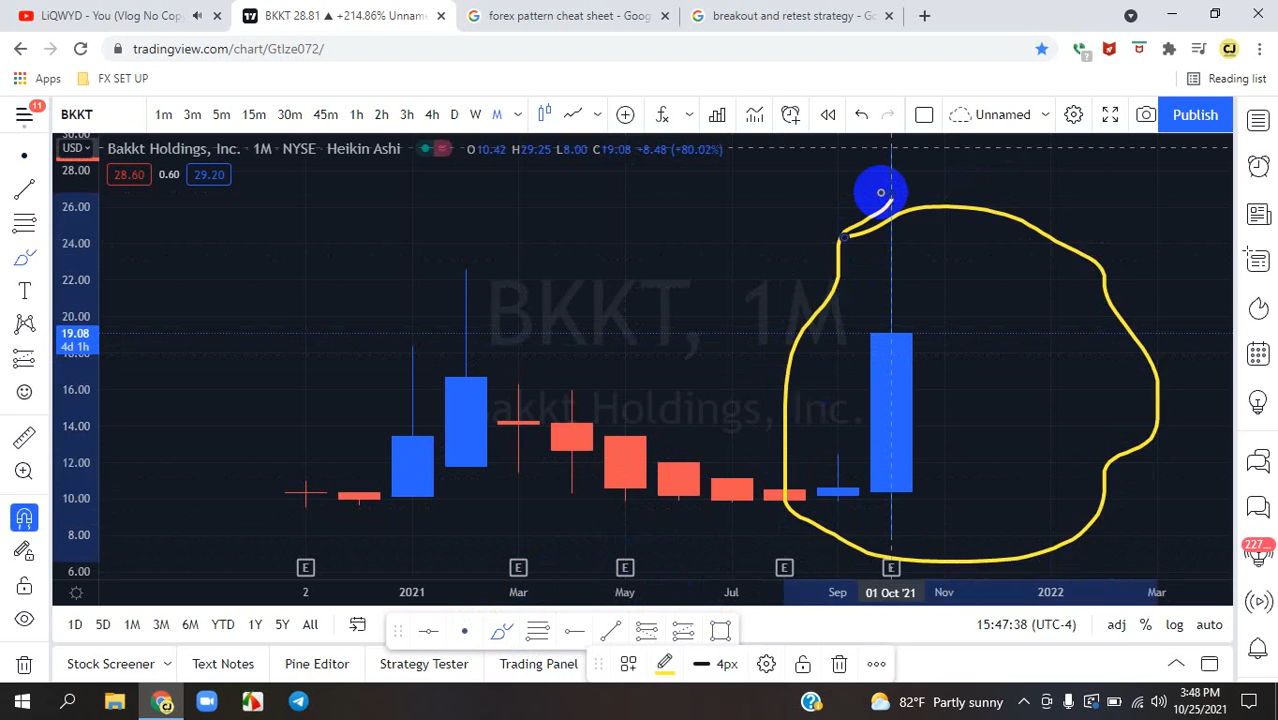 LiQWYD - You (Vlog No Cop
BKKT 28.81 ▲ +214.86% Unname
forex pattern cheat sheet - Goog
breakout and retest strategy - Go
tradingview.com/chart/GtIze072/
CJ
Apps
FX SET UP
Reading list
11
BKKT
1m 3m 5m 15m 30m 45m 1h 2h 3h 4h D W M
Unnamed
Publish
30.00
USD
Bakkt Holdings, Inc. · 1M · NYSE · Heikin Ashi
O10.42 H29.25 L8.00 C19.08 +8.48 (+80.02%)
28.60 0.60 29.20
28.00
26.00
24.00
22.00
20.00
19.08
4d 1h
18.00
16.00
14.00
12.00
10.00
8.00
6.00
BKKT, 1M
Bakkt Holdings, Inc.
E E E E E
2 2021 Mar May Jul Sep 01 Oct '21 Nov 2022 Mar
1D 5D 1M 3M 6M YTD 1Y 5Y All
15:47:38 (UTC-4)
adj % log auto
227...
Stock Screener
Text Notes
Pine Editor
Strategy Tester
Trading Panel
4px
82°F Partly sunny
3:48 PM
10/25/2021